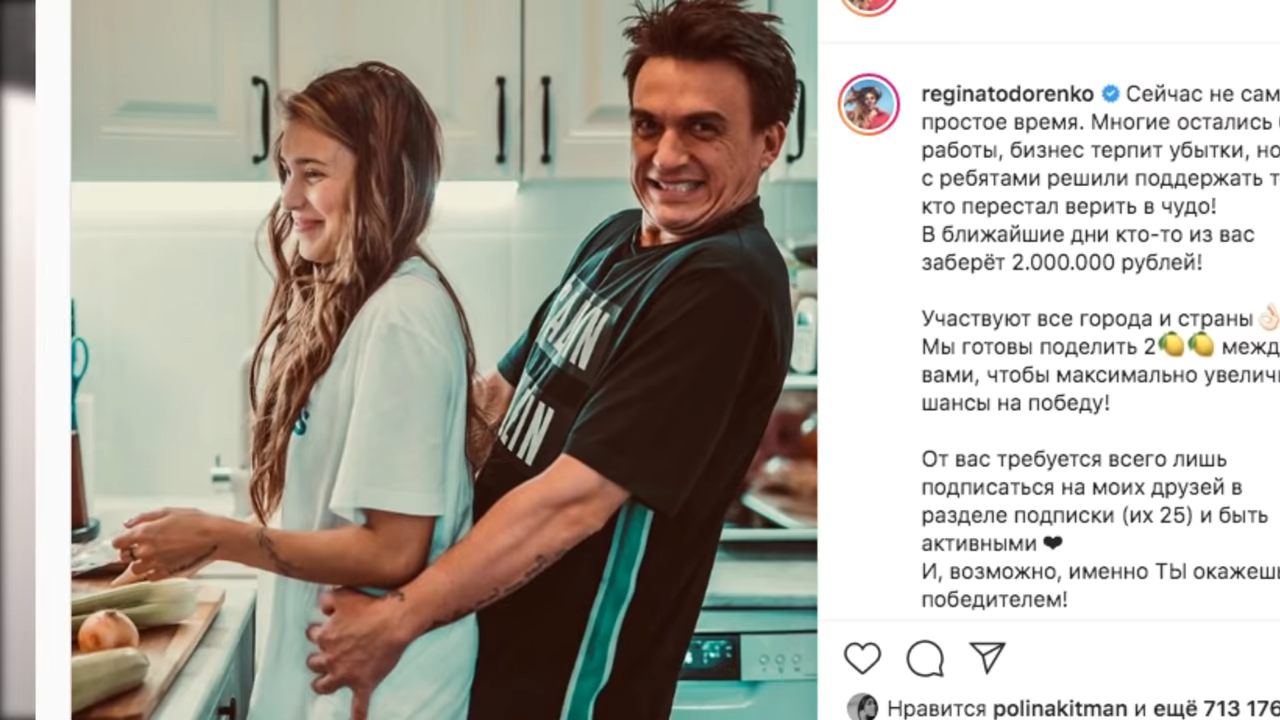 reginatodorenko Сейчас не сам
простое время. Многие остались
работы, бизнес терпит убытки, но
с ребятами решили поддержать т
кто перестал верить в чудо!
В ближайшие дни кто-то из вас
заберёт 2.000.000 рублей!
Участвуют все города и страны👌🏻
Мы готовы поделить 2🍋🍋 межд
вами, чтобы максимально увелич
шансы на победу!
От вас требуется всего лишь
подписаться на моих друзей в
разделе подписки (их 25) и быть
активными ❤
И, возможно, именно ТЫ окажеш
победителем!
Нравится polinakitman и ещё 713 176